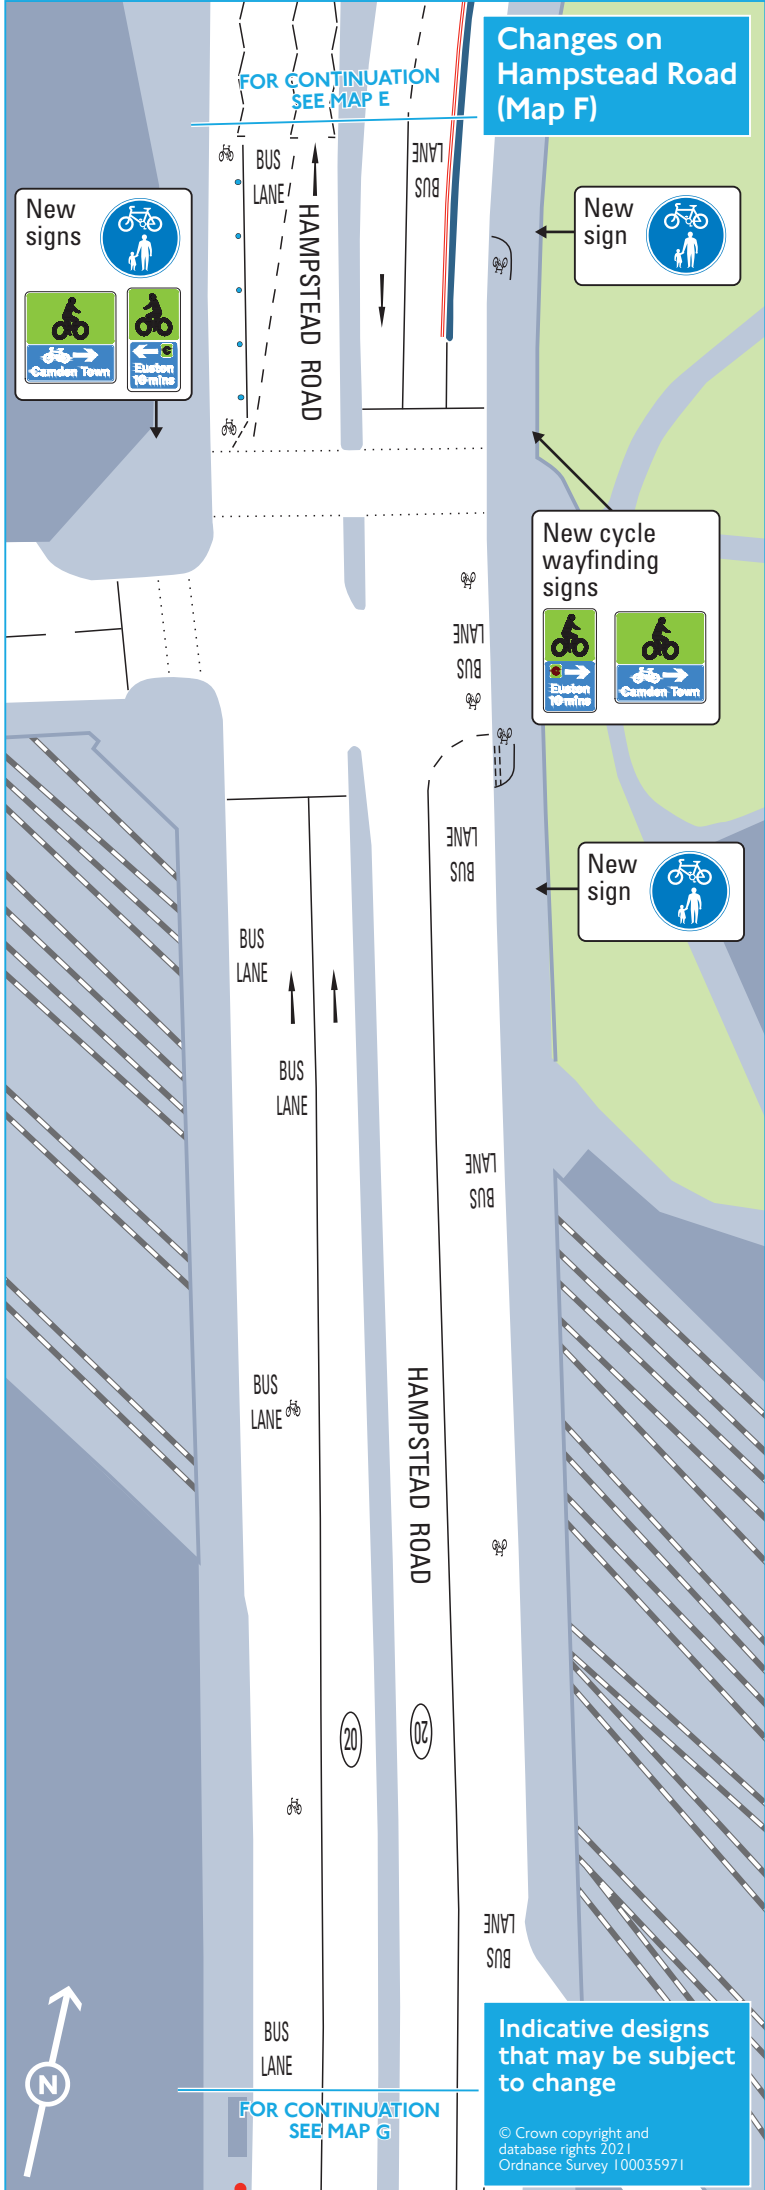 Changes on
Hampstead Road
(Map F)
FOR CONTINUATION
SEE MAP E
BUS
LANE
HAMPSTEAD ROAD
BUS
LANE
New
signs
Camden Town
Euston
10 mins
New
sign
New cycle
wayfinding
signs
Euston
10 mins
Camden Town
BUS
LANE
BUS
LANE
New
sign
BUS
LANE
BUS
LANE
BUS
LANE
BUS
LANE
HAMPSTEAD ROAD
20
20
BUS
LANE
BUS
LANE
N
FOR CONTINUATION
SEE MAP G
Indicative designs
that may be subject
to change
© Crown copyright and
database rights 2021
Ordnance Survey 100035971